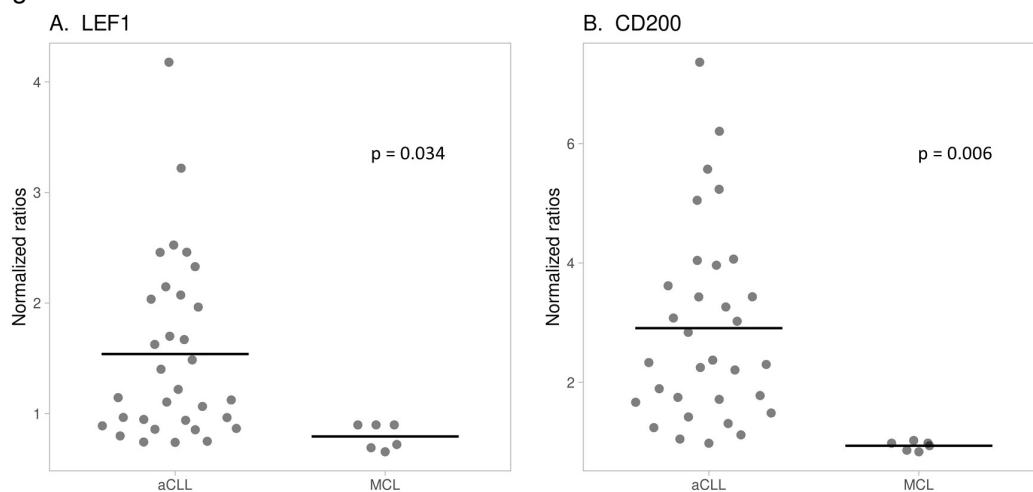 A. LEF1
Normalized ratios
4
3
2
1
p = 0.034
aCLL
MCL
B. CD200
Normalized ratios
6
4
2
p = 0.006
aCLL
MCL